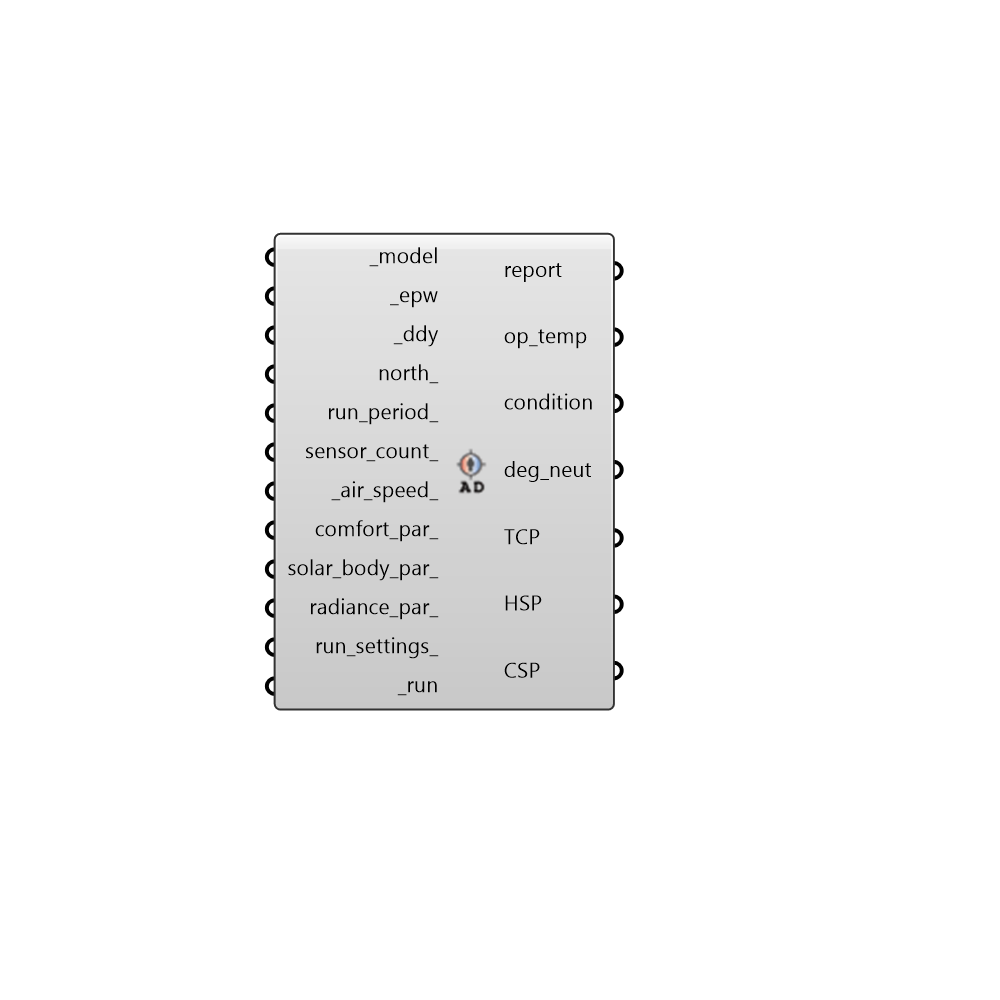 _model
_epw
_ddy
north_
run_period_
sensor_count_
_air_speed_
comfort_par_
solar_body_par_
radiance_par_
run_settings_
_run
AD
report
op_temp
condition
deg_neut
TCP
HSP
CSP